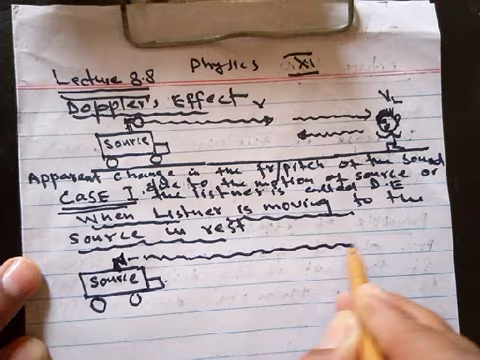 Physics XI
Lecture 8.8
Doppler's Effect
V
VL
Source
Apparent change in the fr/pitch of the sound
due to the motion of source or
CASE I the listner is called D.E
When Listner is moving to the
Source in rest
Source